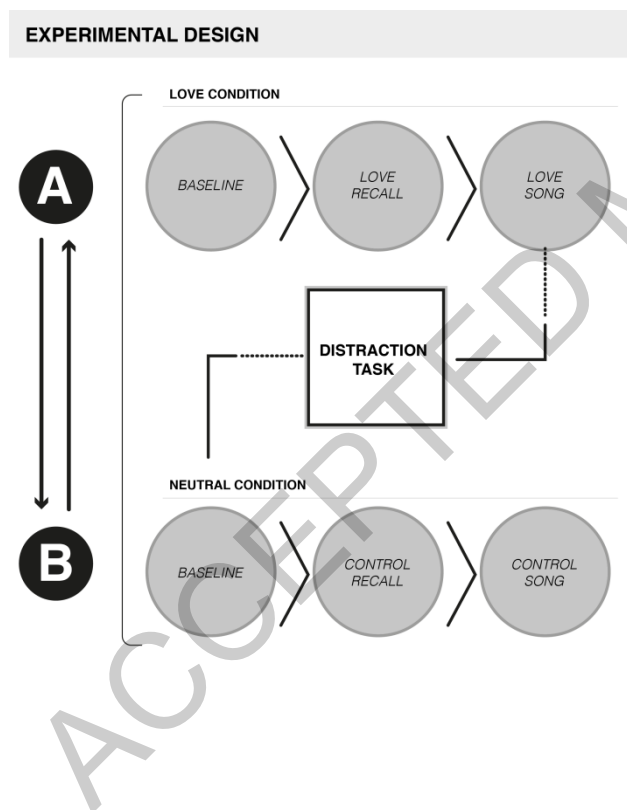 EXPERIMENTAL DESIGN
LOVE CONDITION
A
BASELINE
LOVE
RECALL
LOVE
SONG
DISTRACTION
TASK
NEUTRAL CONDITION
B
BASELINE
CONTROL
RECALL
CONTROL
SONG
ACCEPTED M